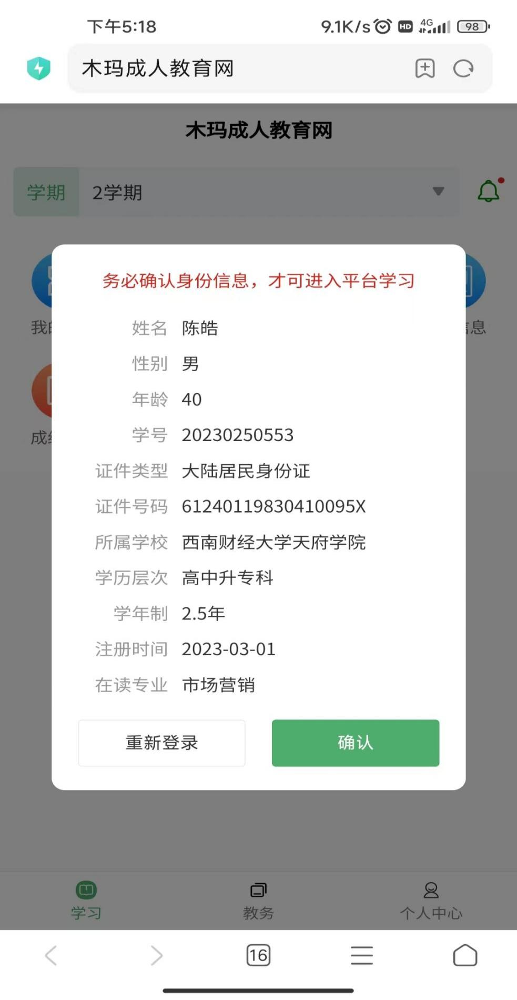 下午5:18 9.1K/s HD 4G 98
木玛成人教育网
木玛成人教育网
学期 2学期
务必确认身份信息，才可进入平台学习
姓名 陈皓
我的 信息
性别 男
年龄 40
学号 20230250553
成绩
证件类型 大陆居民身份证
证件号码 61240119830410095X
所属学校 西南财经大学天府学院
学历层次 高中升专科
学年制 2.5年
注册时间 2023-03-01
在读专业 市场营销
重新登录 确认
学习 教务 个人中心
16